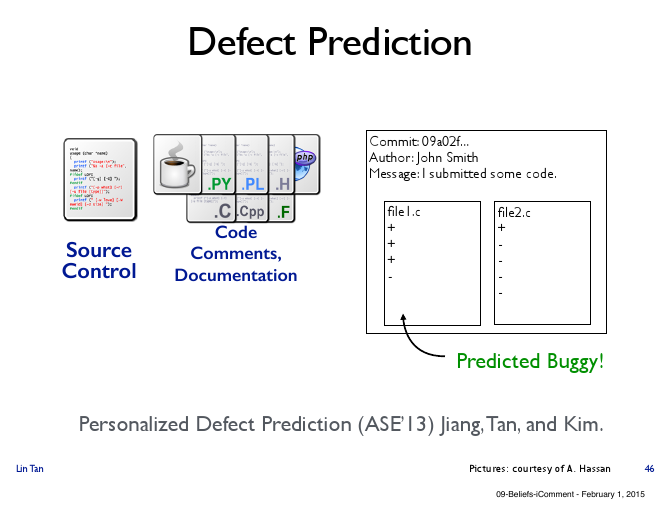 Defect Prediction
void
.PY
.PL
.H
php
.C
.Cpp
.F
Source
Control
Code
Comments,
Documentation
Commit: 09a02f...
Author: John Smith
Message: I submitted some code.
file1.c
+
+
+
-
file2.c
+
-
-
-
-
Predicted Buggy!
Personalized Defect Prediction (ASE'13) Jiang, Tan, and Kim.
Lin Tan
Pictures: courtesy of A. Hassan
46
09-Beliefs-iComment - February 1, 2015